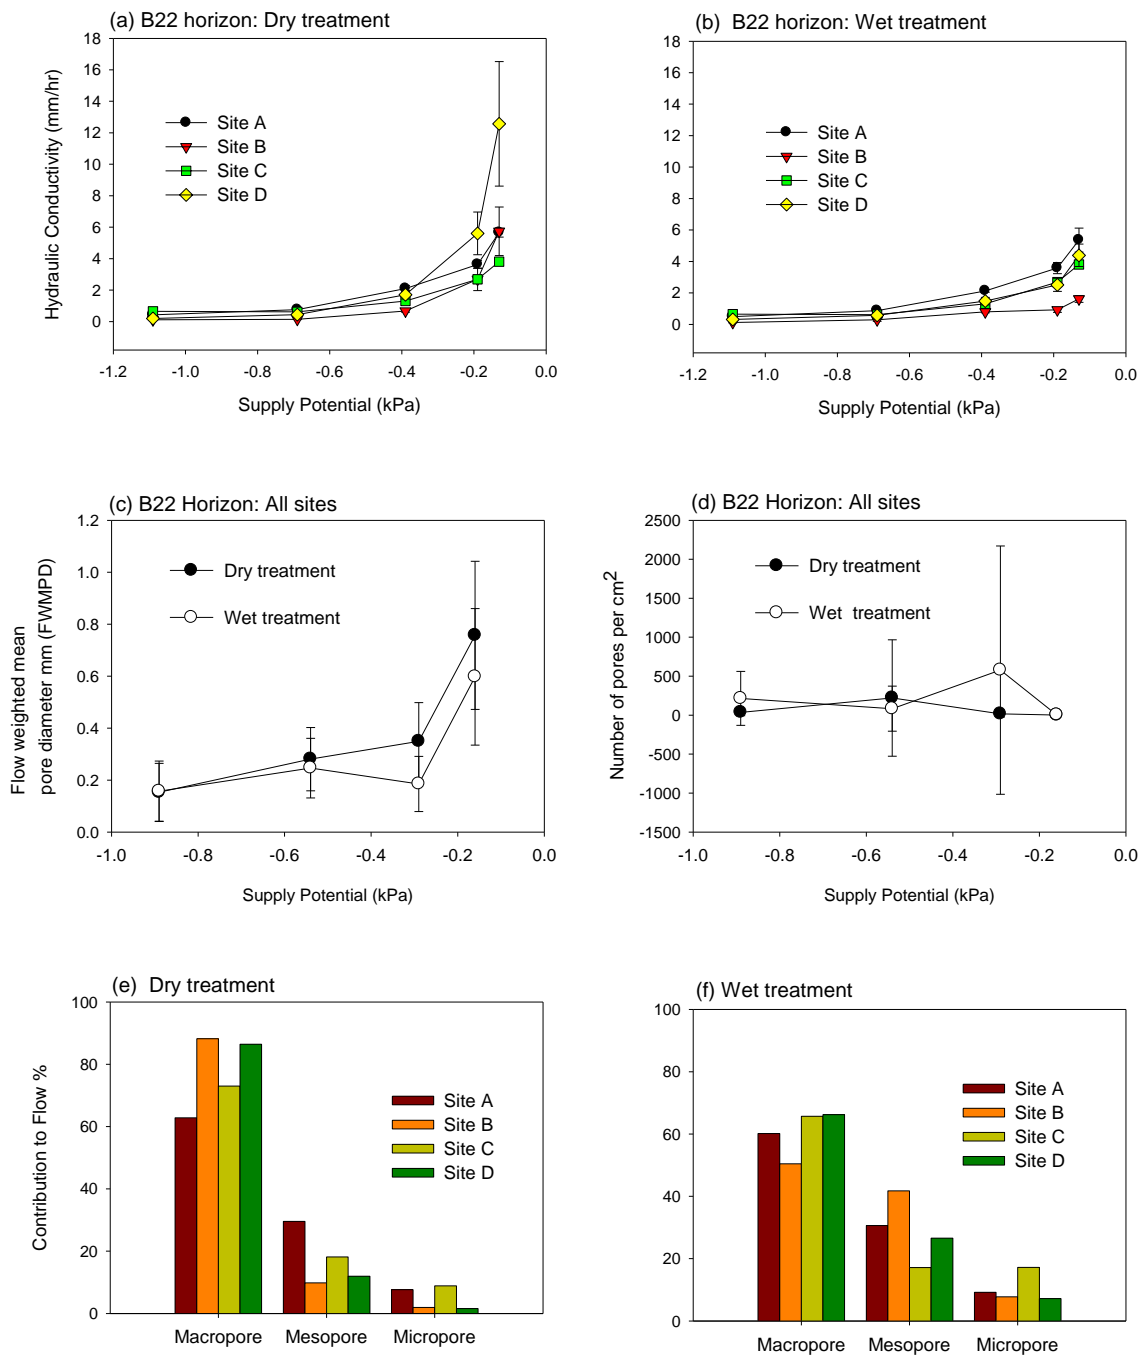 (a) B22 horizon: Dry treatment
18
16
14
12
10
8
6
4
2
0
Hydraulic Conductivity (mm/hr)
Site A
Site B
Site C
Site D
-1.2 -1.0 -0.8 -0.6 -0.4 -0.2 0.0
Supply Potential (kPa)
(b) B22 horizon: Wet treatment
18
16
14
12
10
8
6
4
2
0
Site A
Site B
Site C
Site D
-1.2 -1.0 -0.8 -0.6 -0.4 -0.2 0.0
Supply Potential (kPa)
(c) B22 Horizon: All sites
1.2
1.0
0.8
0.6
0.4
0.2
0.0
Flow weighted mean
pore diameter mm (FWMPD)
Dry treatment
Wet treatment
-1.0 -0.8 -0.6 -0.4 -0.2 0.0
Supply Potential (kPa)
(d) B22 Horizon: All sites
2500
2000
1500
1000
500
0
-500
-1000
-1500
Number of pores per cm²
Dry treatment
Wet treatment
-1.0 -0.8 -0.6 -0.4 -0.2 0.0
Supply Potential (kPa)
(e) Dry treatment
100
80
60
40
20
0
Contribution to Flow %
Site A
Site B
Site C
Site D
Macropore Mesopore Micropore
(f) Wet treatment
100
80
60
40
20
0
Site A
Site B
Site C
Site D
Macropore Mesopore Micropore